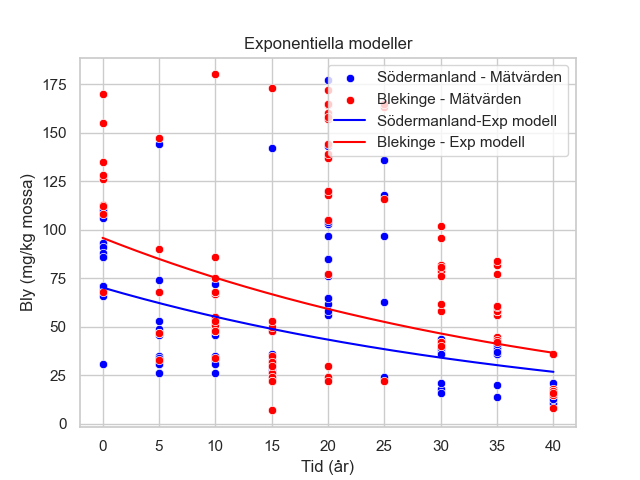 Exponentiella modeller
Södermanland - Mätvärden
Blekinge - Mätvärden
Södermanland-Exp modell
Blekinge - Exp modell
Bly (mg/kg mossa)
175
150
125
100
75
50
25
0
0 5 10 15 20 25 30 35 40
Tid (år)